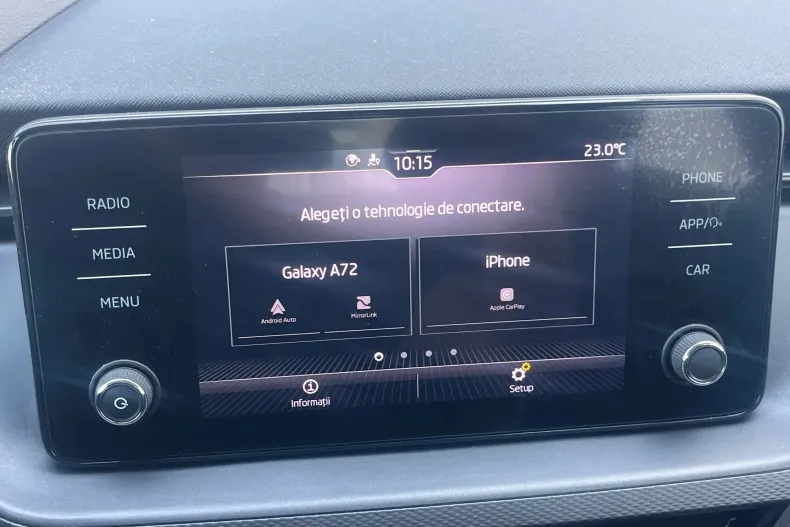 10:15
23.0°C
RADIO
MEDIA
MENU
PHONE
APP/
CAR
Alegeți o tehnologie de conectare.
Galaxy A72
Android Auto
MirrorLink
iPhone
Apple CarPlay
Informații
Setup